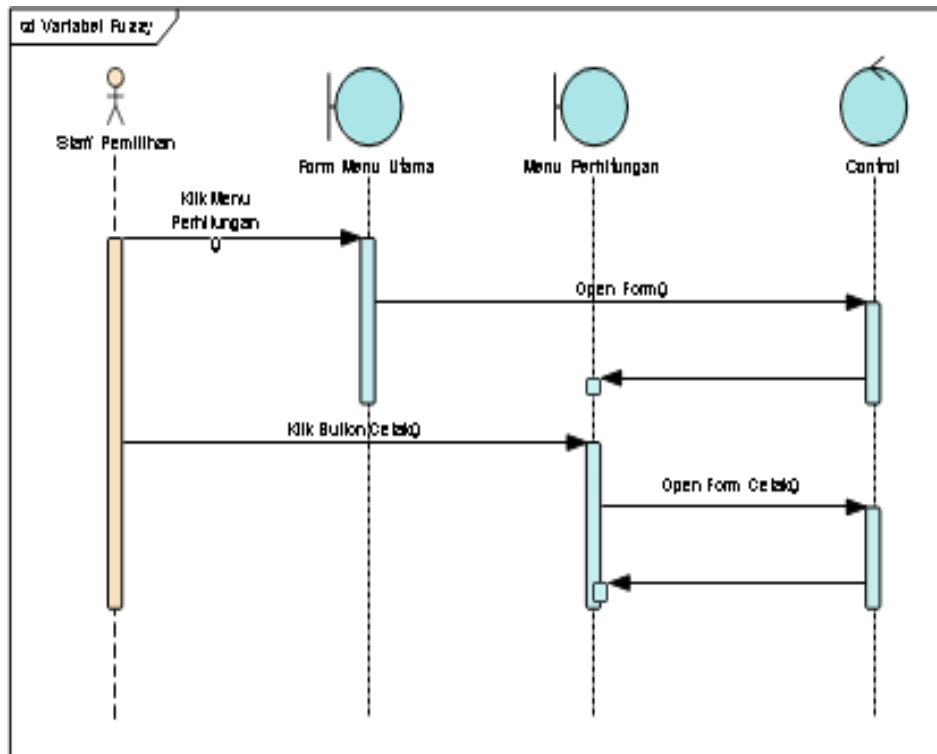 sd Variabel Fuzzy
Staff Pemilihan
Form Menu Utama
Menu Perhitungan
Control
Klik Menu
Perhitungan
()
Open Form()
Klik Button Cetak()
Open Form Cetak()